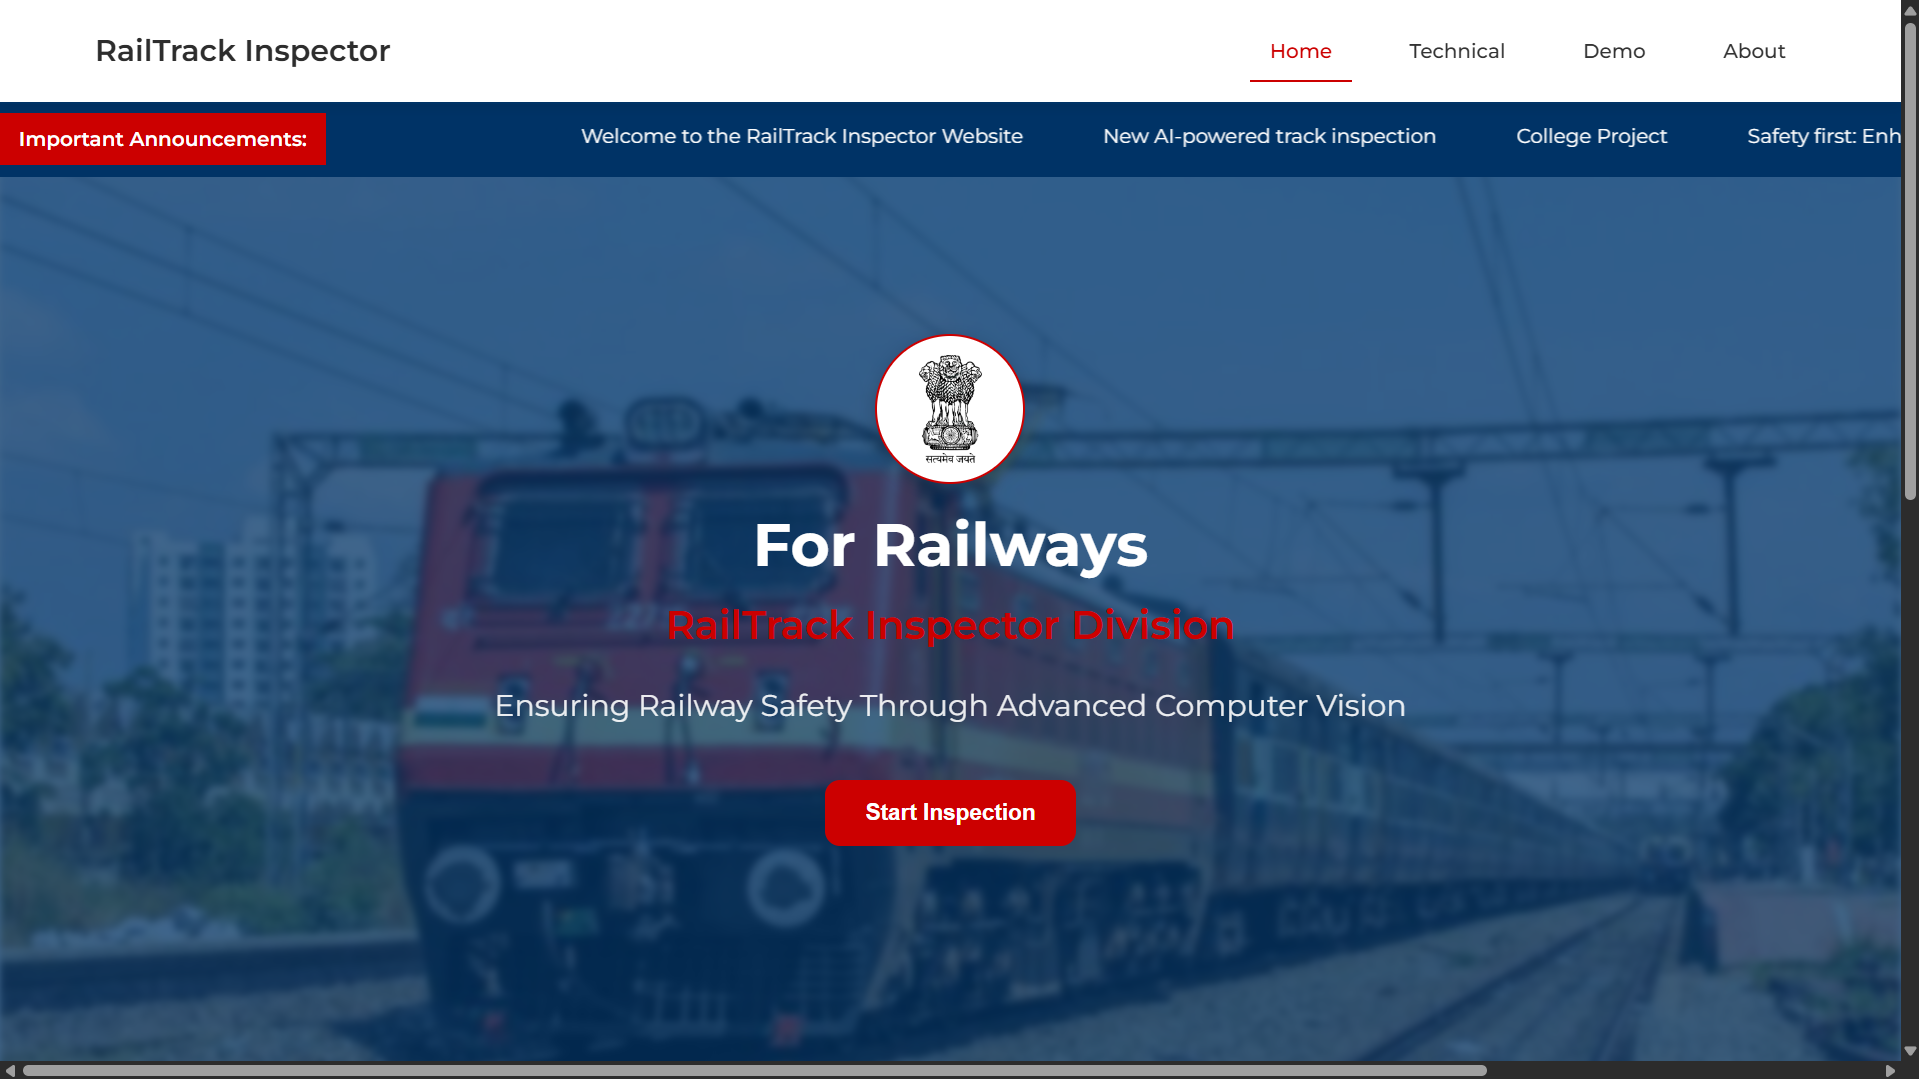 RailTrack Inspector
Home Technical Demo About
Important Announcements: Welcome to the RailTrack Inspector Website New AI-powered track inspection College Project Safety first: Enh
सत्यमेव जयते
For Railways
RailTrack Inspector Division
Ensuring Railway Safety Through Advanced Computer Vision
Start Inspection